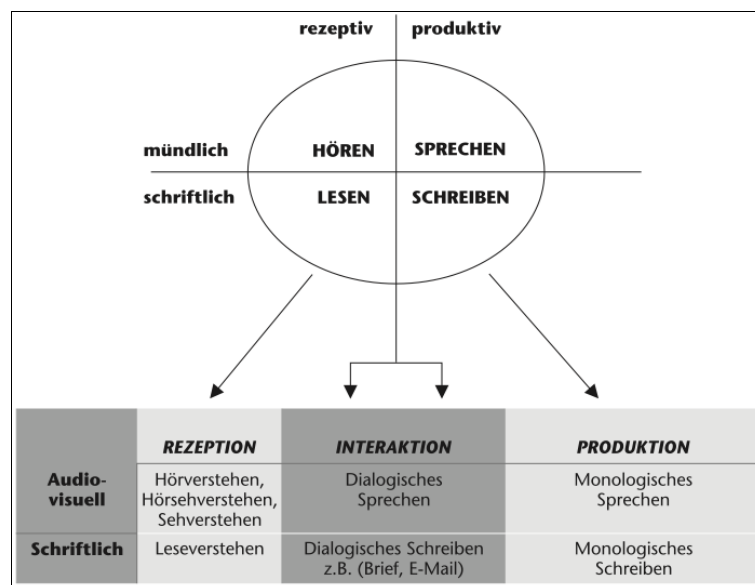 rezeptiv produktiv
mündlich HÖREN SPRECHEN
schriftlich LESEN SCHREIBEN
REZEPTION INTERAKTION PRODUKTION
Audio-
visuell
Hörverstehen,
Hörsehverstehen,
Sehverstehen
Dialogisches
Sprechen
Monologisches
Sprechen
Schriftlich
Leseverstehen
Dialogisches Schreiben
z.B. (Brief, E-Mail)
Monologisches
Schreiben